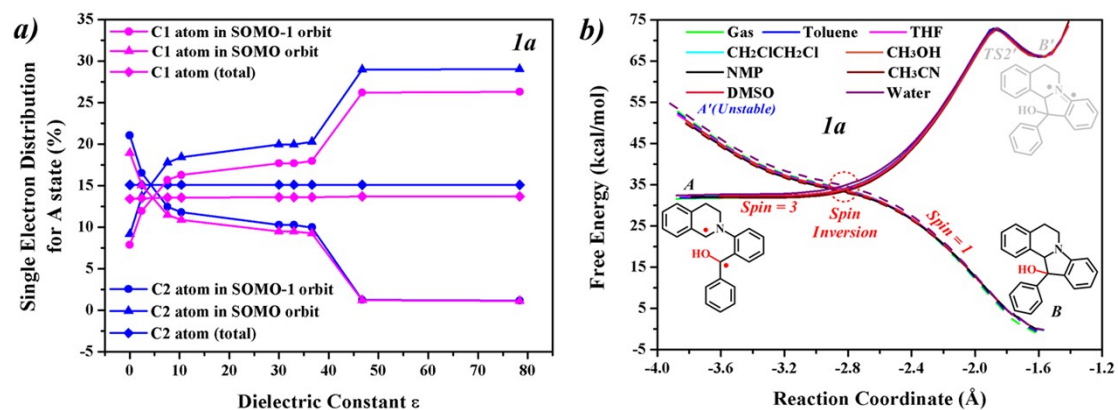 a)
1a
C1 atom in SOMO-1 orbit
C1 atom in SOMO orbit
C1 atom (total)
C2 atom in SOMO-1 orbit
C2 atom in SOMO orbit
C2 atom (total)
Single Electron Distribution
for A state (%)
35
30
25
20
15
10
5
0
-5
0 10 20 30 40 50 60 70 80
Dielectric Constant ε
b)
Gas Toluene THF
CH2ClCH2Cl CH3OH
NMP CH3CN
DMSO Water
A'(Unstable)
1a
TS2'
B'
N
HO
A
Spin = 3
Spin
Inversion
Spin = 1
N
HO
N
HO
B
Free Energy (kcal/mol)
75
65
55
45
35
25
15
5
-5
-4.0 -3.6 -3.2 -2.8 -2.4 -2.0 -1.6 -1.2
Reaction Coordinate (Å)